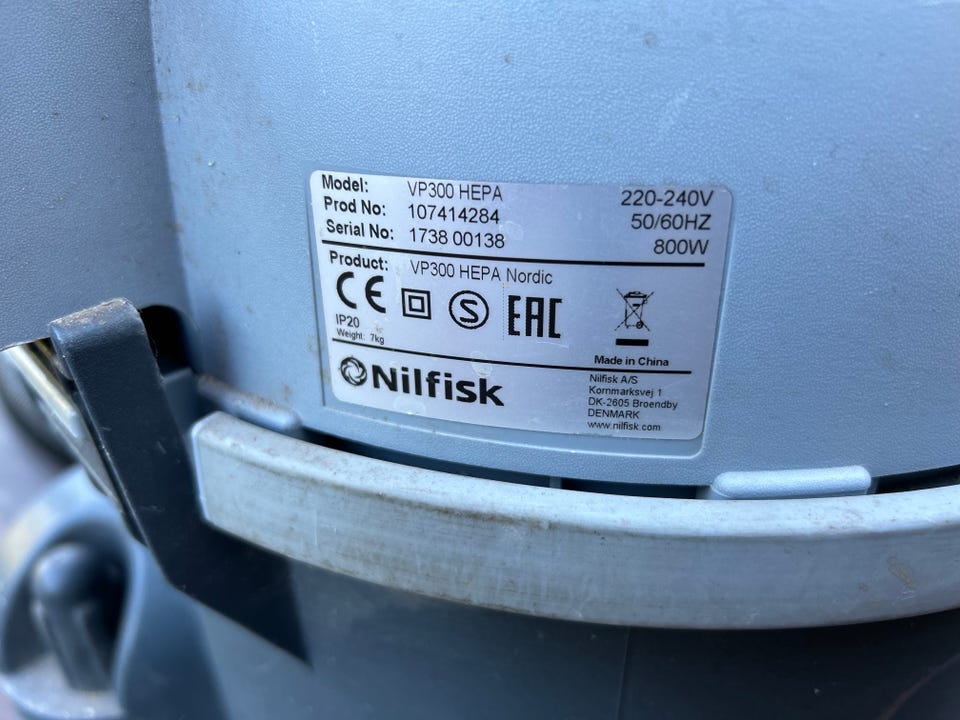 Model: VP300 HEPA 220-240V
Prod No: 107414284 50/60HZ
Serial No: 1738 00138 800W
Product: VP300 HEPA Nordic
CE S EAC
IP20
Weight: 7kg
Made in China
Nilfisk
Nilfisk A/S
Kornmarksvej 1
DK-2605 Broendby
DENMARK
www.nilfisk.com